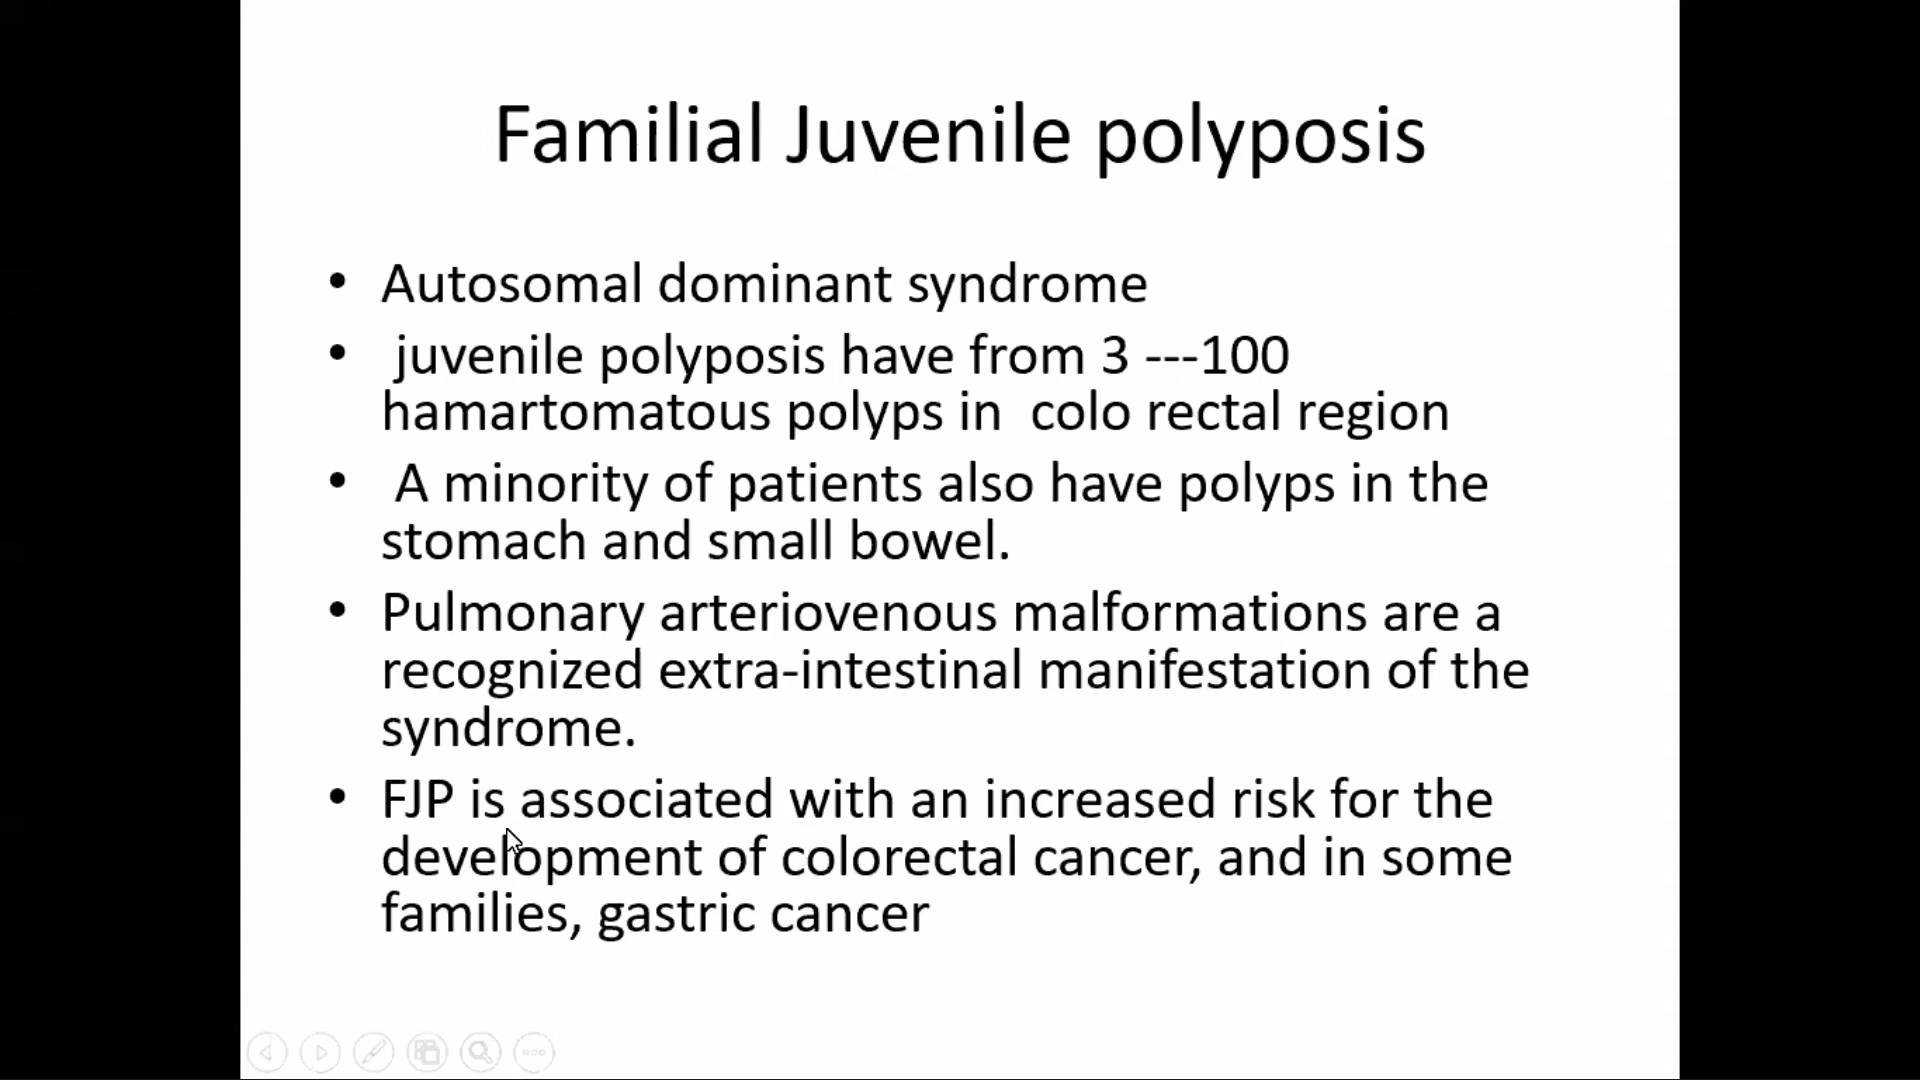 Familial Juvenile polyposis
• Autosomal dominant syndrome
• juvenile polyposis have from 3 ---100
hamartomatous polyps in  colo rectal region
• A minority of patients also have polyps in the
stomach and small bowel.
• Pulmonary arteriovenous malformations are a
recognized extra-intestinal manifestation of the
syndrome.
• FJP is associated with an increased risk for the
development of colorectal cancer, and in some
families, gastric cancer